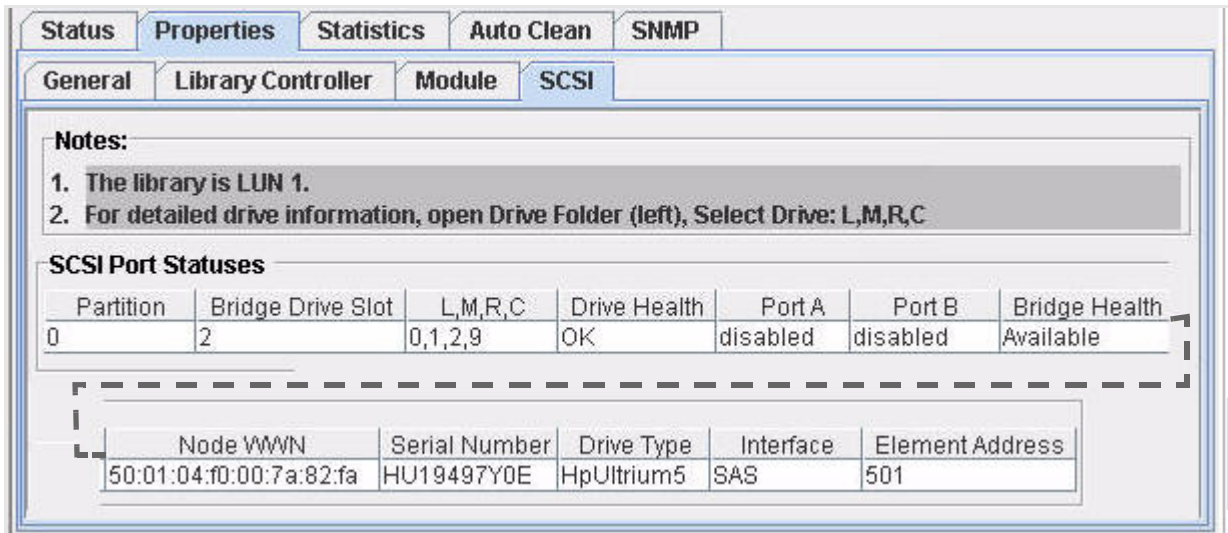 Status Properties Statistics Auto Clean SNMP
General Library Controller Module SCSI
Notes:
1. The library is LUN 1.
2. For detailed drive information, open Drive Folder (left), Select Drive: L,M,R,C
SCSI Port Statuses
Partition Bridge Drive Slot L,M,R,C Drive Health Port A Port B Bridge Health
0 2 0,1,2,9 OK disabled disabled Available
Node WWN Serial Number Drive Type Interface Element Address
50:01:04:f0:00:7a:82:fa HU19497Y0E HpUltrium5 SAS 501